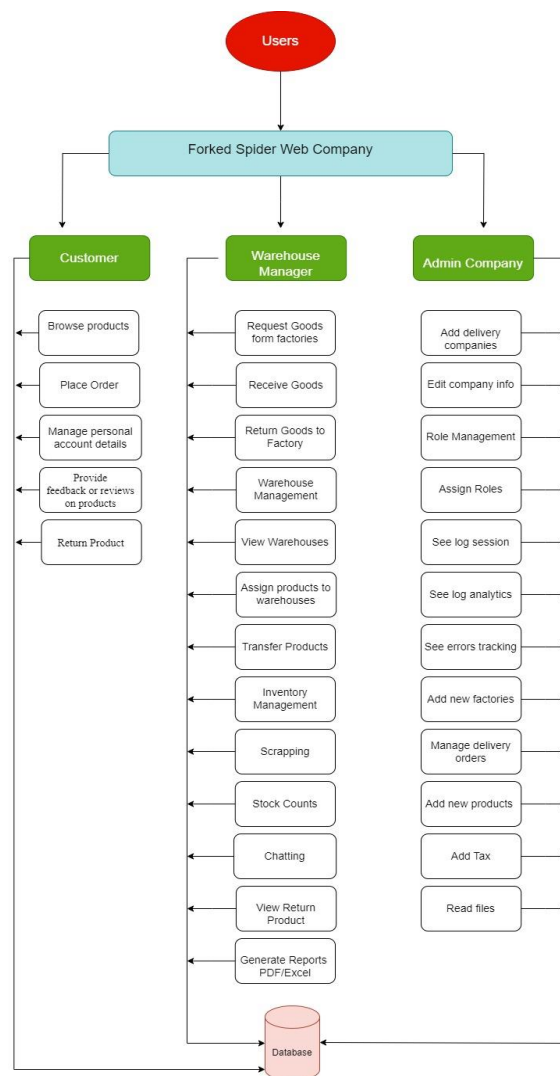 Users
Forked Spider Web Company
Customer
Browse products
Place Order
Manage personal
account details
Provide
feedback or reviews
on products
Return Product
Warehouse
Manager
Request Goods
form factories
Receive Goods
Return Goods to
Factory
Warehouse
Management
View Warehouses
Assign products to
warehouses
Transfer Products
Inventory
Management
Scrapping
Stock Counts
Chatting
View Return
Product
Generate Reports
PDF/Excel
Admin Company
Add delivery
companies
Edit company info
Role Management
Assign Roles
See log session
See log analytics
See errors tracking
Add new factories
Manage delivery
orders
Add new products
Add Tax
Read files
Database